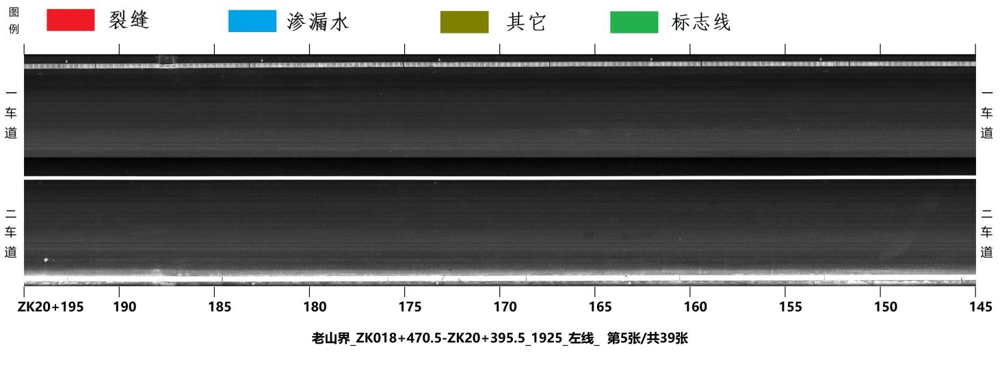 图例
裂缝
渗漏水
其它
标志线
一车道
一车道
二车道
二车道
ZK20+195 190 185 180 175 170 165 160 155 150 145
老山界_ZK018+470.5-ZK20+395.5_1925_左线_ 第5张/共39张